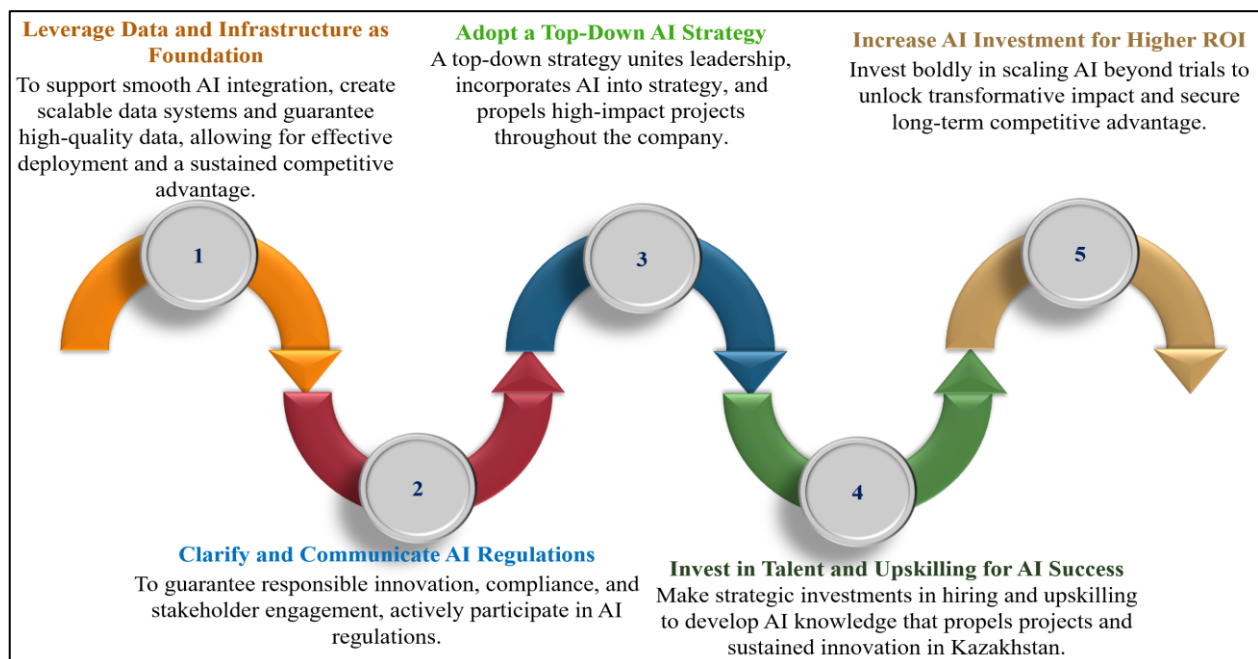 Leverage Data and Infrastructure as
Foundation
To support smooth AI integration, create
scalable data systems and guarantee
high-quality data, allowing for effective
deployment and a sustained competitive
advantage.
1
Clarify and Communicate AI Regulations
To guarantee responsible innovation, compliance, and
stakeholder engagement, actively participate in AI
regulations.
2
Adopt a Top-Down AI Strategy
A top-down strategy unites leadership,
incorporates AI into strategy, and
propels high-impact projects
throughout the company.
3
Invest in Talent and Upskilling for AI Success
Make strategic investments in hiring and upskilling
to develop AI knowledge that propels projects and
sustained innovation in Kazakhstan.
4
Increase AI Investment for Higher ROI
Invest boldly in scaling AI beyond trials to
unlock transformative impact and secure
long-term competitive advantage.
5